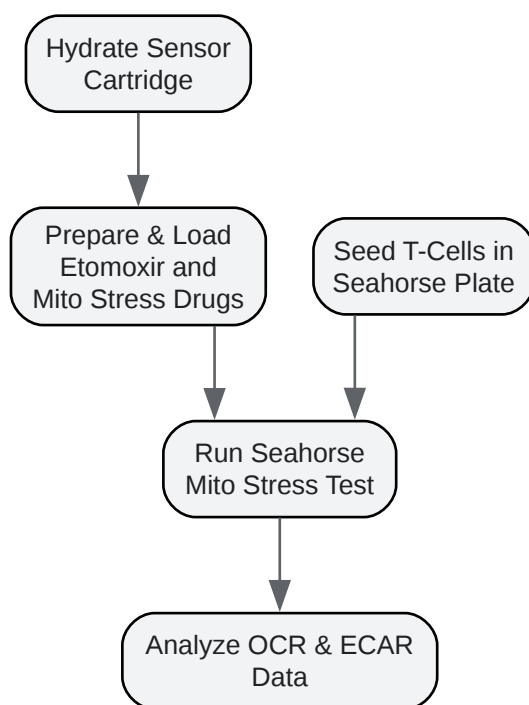 Hydrate Sensor
Cartridge
Prepare & Load
Etomoxir and
Mito Stress Drugs
Seed T-Cells in
Seahorse Plate
Run Seahorse
Mito Stress Test
Analyze OCR & ECAR
Data